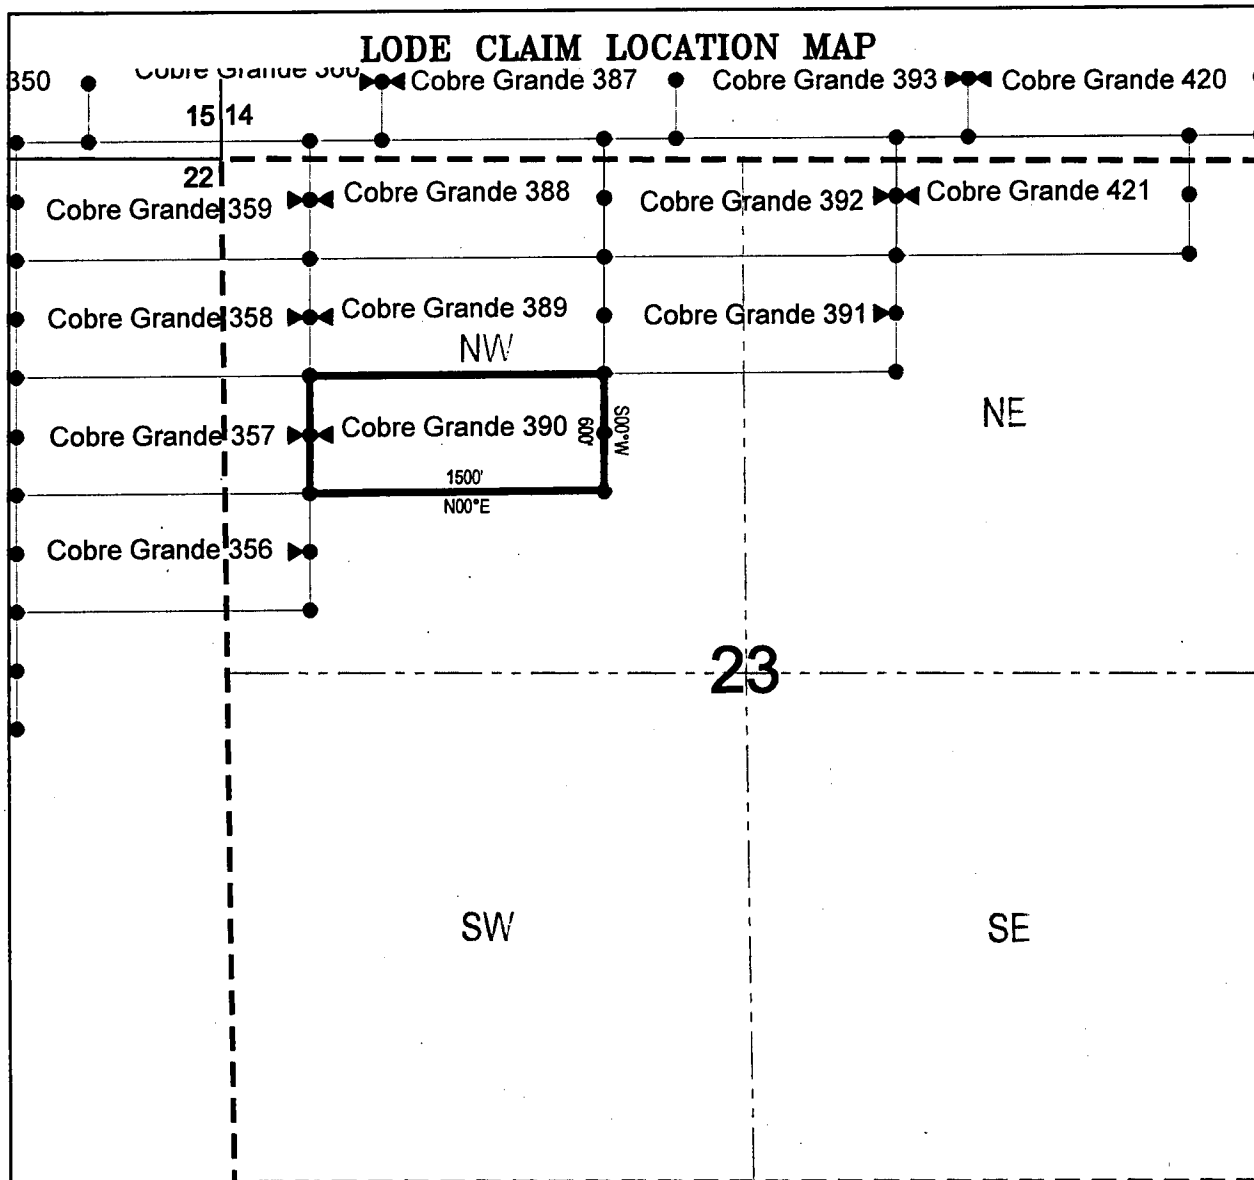 LODE CLAIM LOCATION MAP
350
Cobre Grande
Cobre Grande 387
Cobre Grande 393
Cobre Grande 420
15 14
22
Cobre Grande 359
Cobre Grande 388
Cobre Grande 392
Cobre Grande 421
Cobre Grande 358
Cobre Grande 389
Cobre Grande 391
NW
NE
Cobre Grande 357
Cobre Grande 390
600'
S00°W
1500'
N00°E
Cobre Grande 356
23
SW
SE